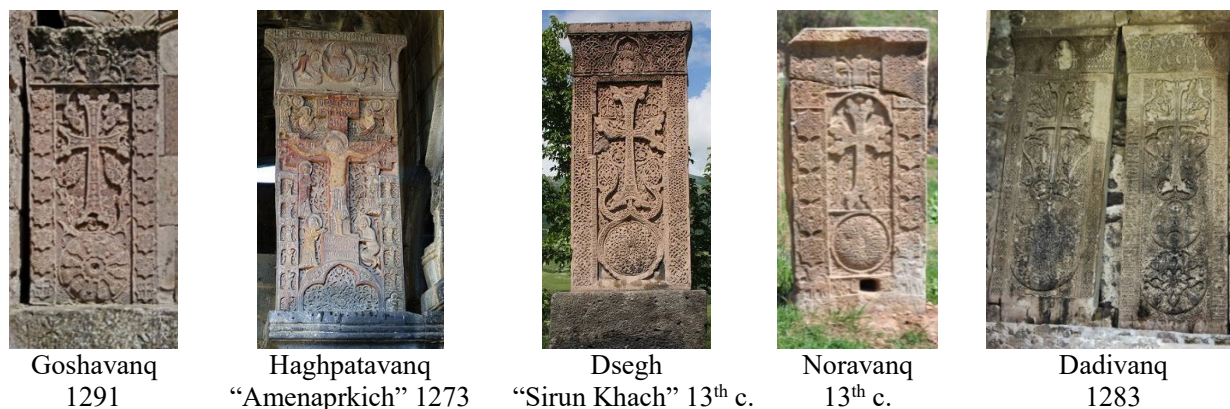 Goshavanq
1291
Haghpatavanq
“Amenaprkich” 1273
Dsegh
“Sirun Khach” 13th c.
Noravanq
13th c.
Dadivanq
1283